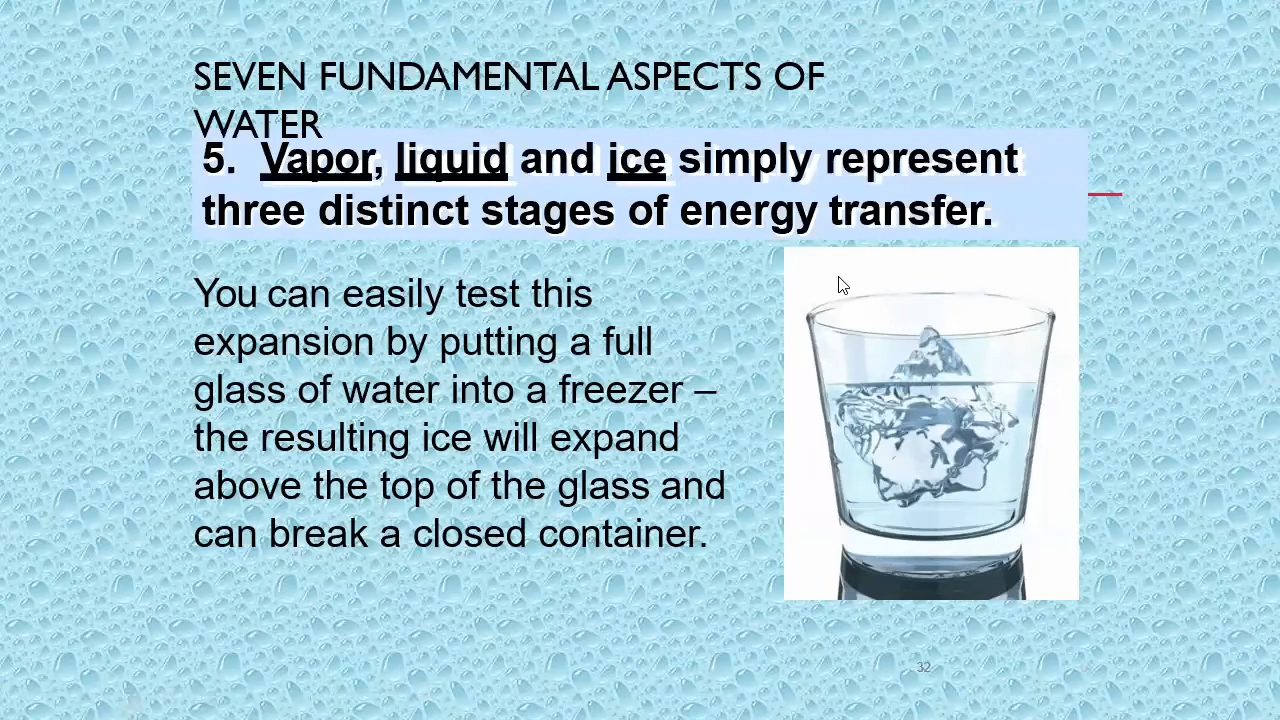 SEVEN FUNDAMENTAL ASPECTS OF
WATER
5. Vapor, liquid and ice simply represent
three distinct stages of energy transfer.
You can easily test this
expansion by putting a full
glass of water into a freezer –
the resulting ice will expand
above the top of the glass and
can break a closed container.
32